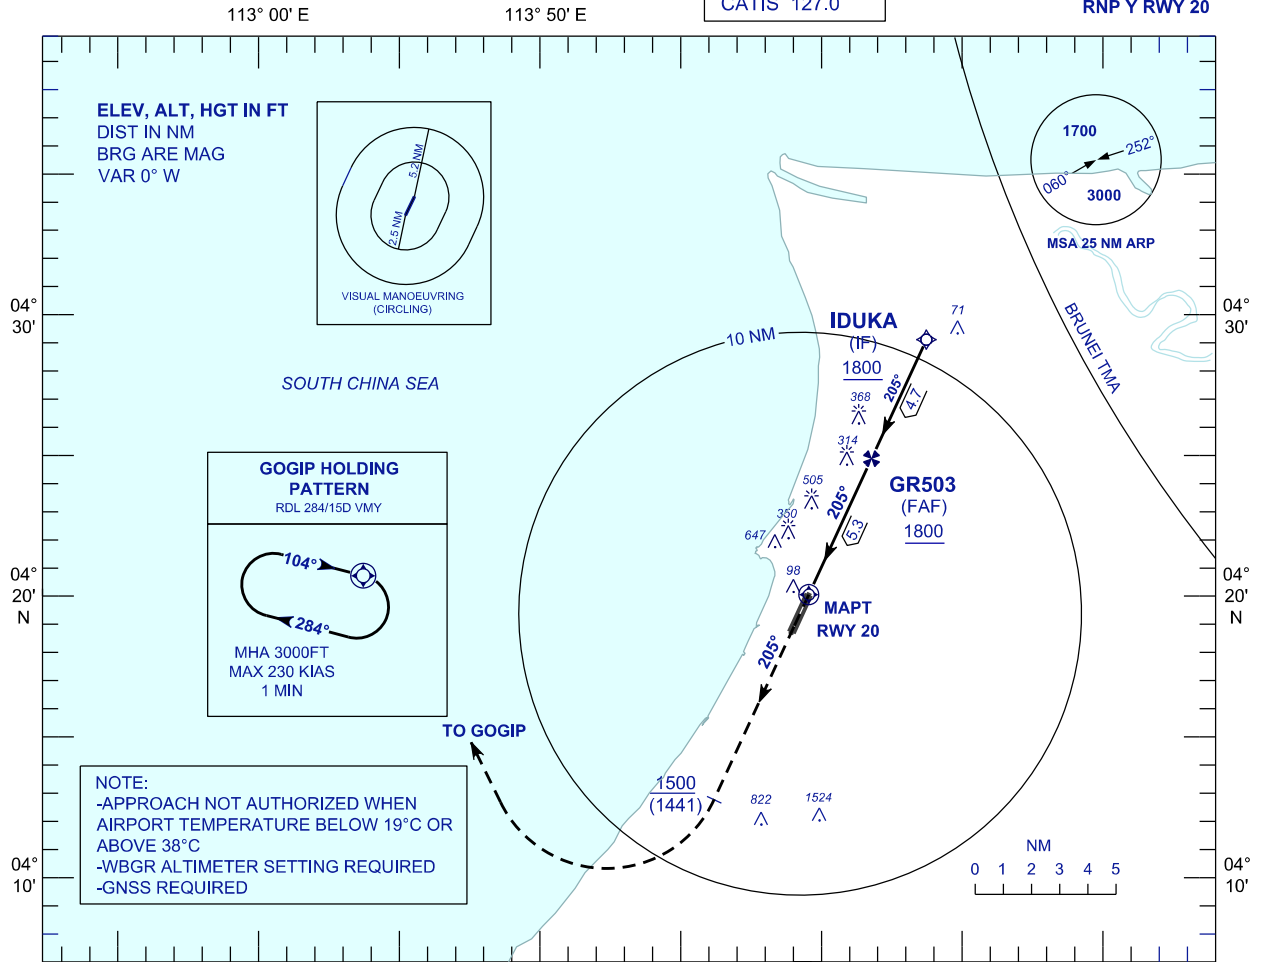 113° 00' E
113° 50' E
CATIS 127.0
RNP Y RWY 20
ELEV, ALT, HGT IN FT
DIST IN NM
BRG ARE MAG
VAR 0° W
5.2 NM
2.5 NM
VISUAL MANOEUVRING
(CIRCLING)
1700
252°
060°
3000
MSA 25 NM ARP
04°
30'
04°
30'
BRUNEI TMA
SOUTH CHINA SEA
10 NM
IDUKA
(IF)
1800
71
205°
4.7
368
314
505
350
647
98
GR503
(FAF)
1800
205°
5.3
GOGIP HOLDING
PATTERN
RDL 284/15D VMY
104°
284°
MHA 3000FT
MAX 230 KIAS
1 MIN
04°
20'
N
04°
20'
N
MAPT
RWY 20
205°
TO GOGIP
1500
(1441)
822
1524
NOTE:
-APPROACH NOT AUTHORIZED WHEN
AIRPORT TEMPERATURE BELOW 19°C OR
ABOVE 38°C
-WBGR ALTIMETER SETTING REQUIRED
-GNSS REQUIRED
NM
0 1 2 3 4 5
04°
10'
04°
10'